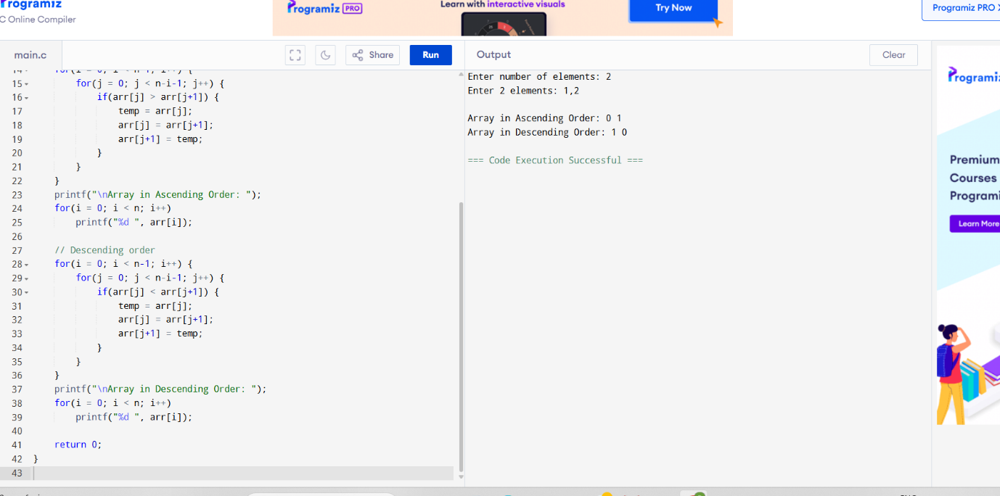 Programiz
C Online Compiler
Programiz PRO
Learn with interactive visuals
Try Now
Programiz PRO
main.c
Share
Run
Output
Clear
14 for(i = 0; i < n-1; i++) {
15 for(j = 0; j < n-i-1; j++) {
16 if(arr[j] > arr[j+1]) {
17 temp = arr[j];
18 arr[j] = arr[j+1];
19 arr[j+1] = temp;
20 }
21 }
22 }
23 printf("\nArray in Ascending Order: ");
24 for(i = 0; i < n; i++)
25 printf("%d ", arr[i]);
26
27 // Descending order
28 for(i = 0; i < n-1; i++) {
29 for(j = 0; j < n-i-1; j++) {
30 if(arr[j] < arr[j+1]) {
31 temp = arr[j];
32 arr[j] = arr[j+1];
33 arr[j+1] = temp;
34 }
35 }
36 }
37 printf("\nArray in Descending Order: ");
38 for(i = 0; i < n; i++)
39 printf("%d ", arr[i]);
40
41 return 0;
42 }
43
Enter number of elements: 2
Enter 2 elements: 1,2
Array in Ascending Order: 0 1
Array in Descending Order: 1 0
=== Code Execution Successful ===
Programiz
Premium
Courses
Programi
Learn More